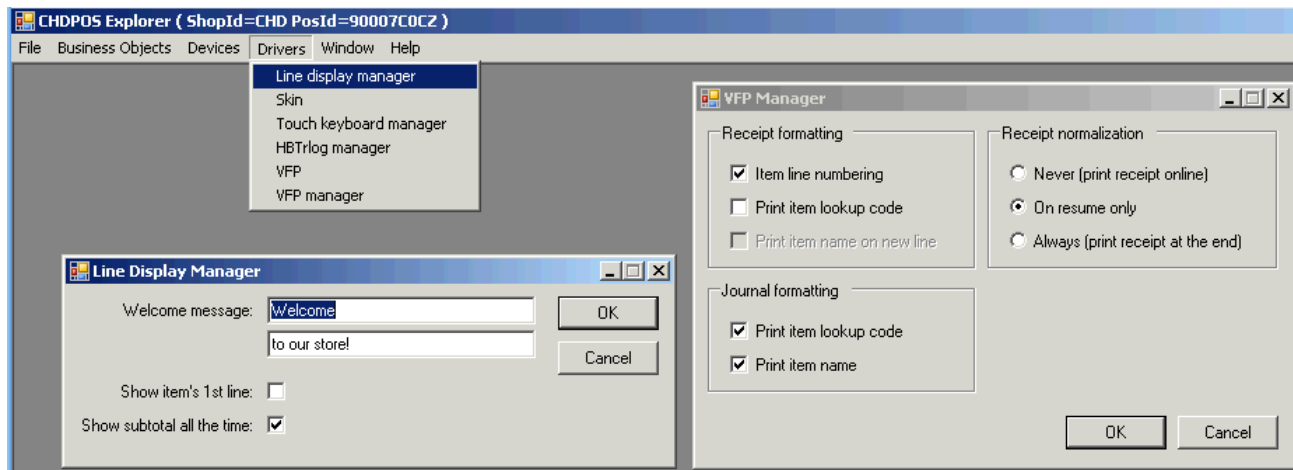 CHDPOS Explorer ( ShopId=CHD PosId=90007C0CZ )
File Business Objects Devices Drivers Window Help
Line display manager
Skin
Touch keyboard manager
HBTrlog manager
VFP
VFP manager
Line Display Manager
Welcome message: Welcome
to our store!
Show item's 1st line:
Show subtotal all the time:
OK
Cancel
VFP Manager
Receipt formatting
Item line numbering
Print item lookup code
Print item name on new line
Receipt normalization
Never (print receipt online)
On resume only
Always (print receipt at the end)
Journal formatting
Print item lookup code
Print item name
OK
Cancel